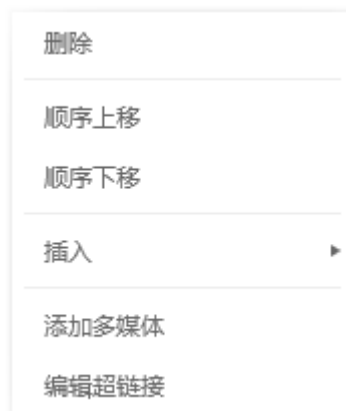 删除
顺序上移
顺序下移
插入
添加多媒体
编辑超链接